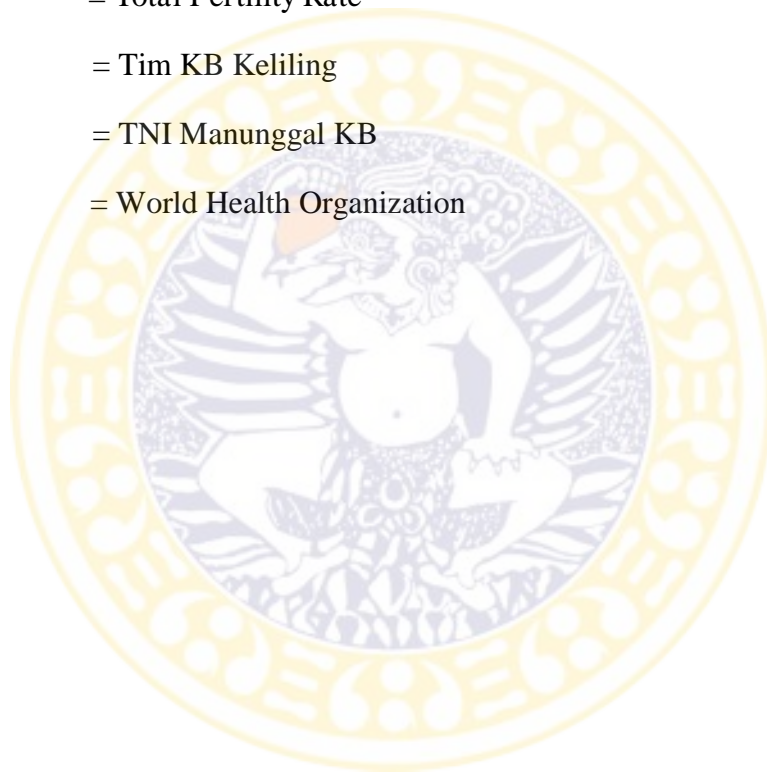 = Total Fertility Rate
= Tim KB Keliling
= TNI Manunggal KB
= World Health Organization